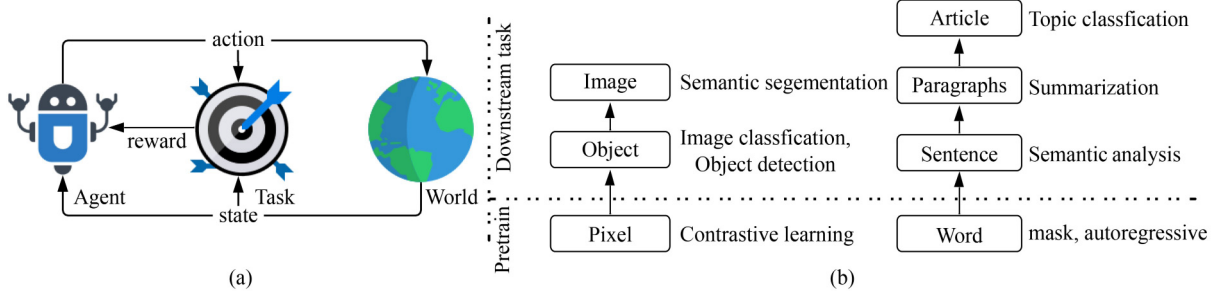 action
reward
Agent
Task
World
state
(a)
Downstream task
Pretrain
Image
Semantic segementation
Object
Image classfication,
Object detection
Pixel
Contrastive learning
Article
Topic classfication
Paragraphs
Summarization
Sentence
Semantic analysis
Word
mask, autoregressive
(b)